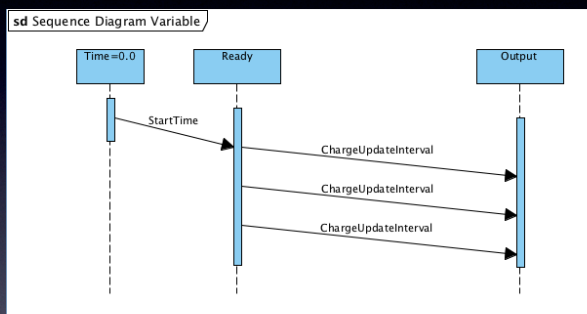 sd Sequence Diagram Variable
Time=0.0
Ready
Output
StartTime
ChargeUpdateInterval
ChargeUpdateInterval
ChargeUpdateInterval